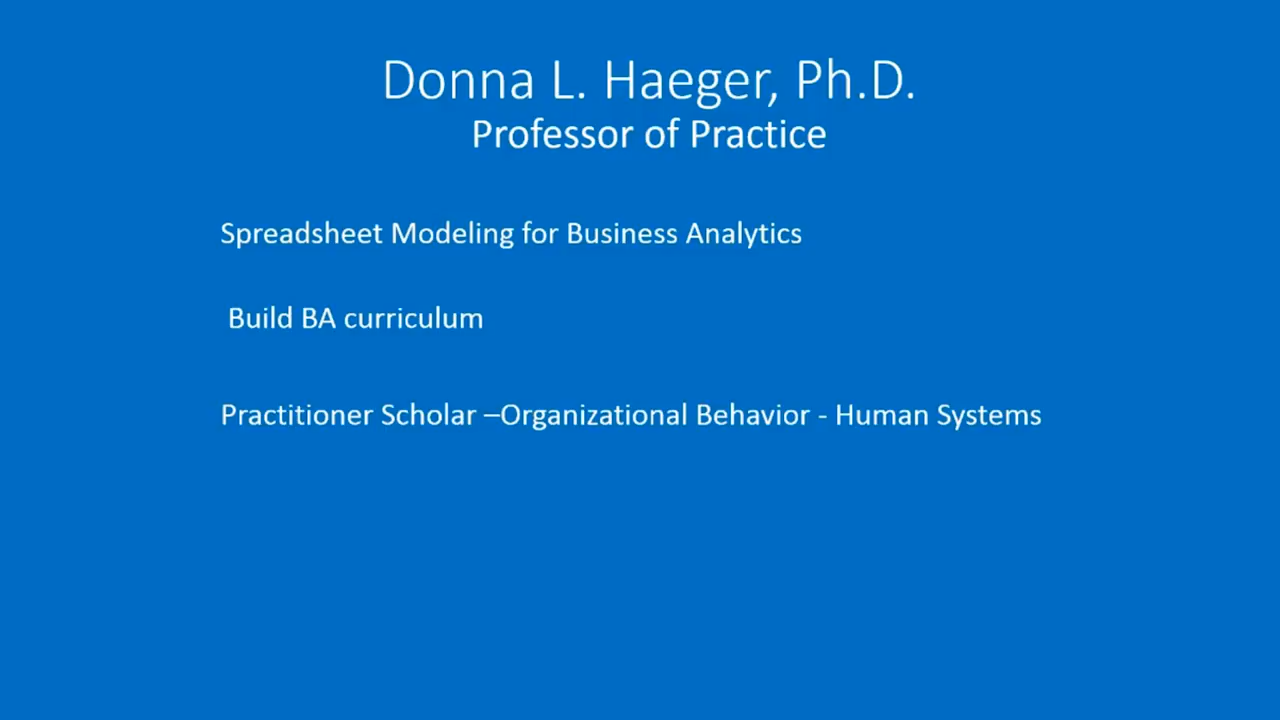 Donna L. Haeger, Ph.D.
Professor of Practice
Spreadsheet Modeling for Business Analytics
Build BA curriculum
Practitioner Scholar –Organizational Behavior - Human Systems